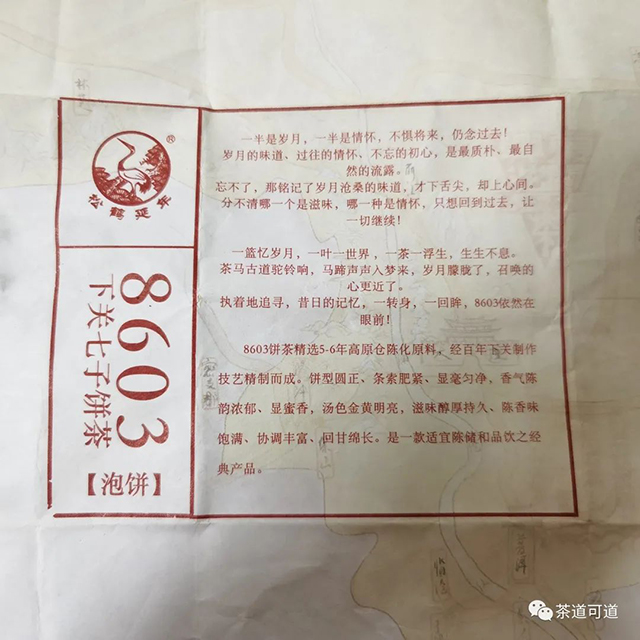 ®
松鹤延年
8603
下关七子饼茶
【泡饼】
一半是岁月，一半是情怀，不惧将来，仍念过去！
岁月的味道、过往的情怀、不忘的初心，是最质朴、最自
然的流露。
忘不了，那铭记了岁月沧桑的味道，才下舌尖，却上心间。
分不清哪一个是滋味，哪一种是情怀，只想回到过去，让
一切继续！
一篮忆岁月，一叶一世界，一茶一浮生，生生不息。
茶马古道驼铃响，马蹄声声入梦来，岁月朦胧了，召唤的
心更近了。
执着地追寻，昔日的记忆，一转身，一回眸，8603依然在
眼前！
8603饼茶精选5-6年高原仓陈化原料，经百年下关制作
技艺精制而成。饼型圆正、条索肥紧、显毫匀净，香气陈
韵浓郁、显蜜香，汤色金黄明亮，滋味醇厚持久、陈香味
饱满、协调丰富、回甘绵长。是一款适宜陈储和品饮之经
典产品。
茶道可道